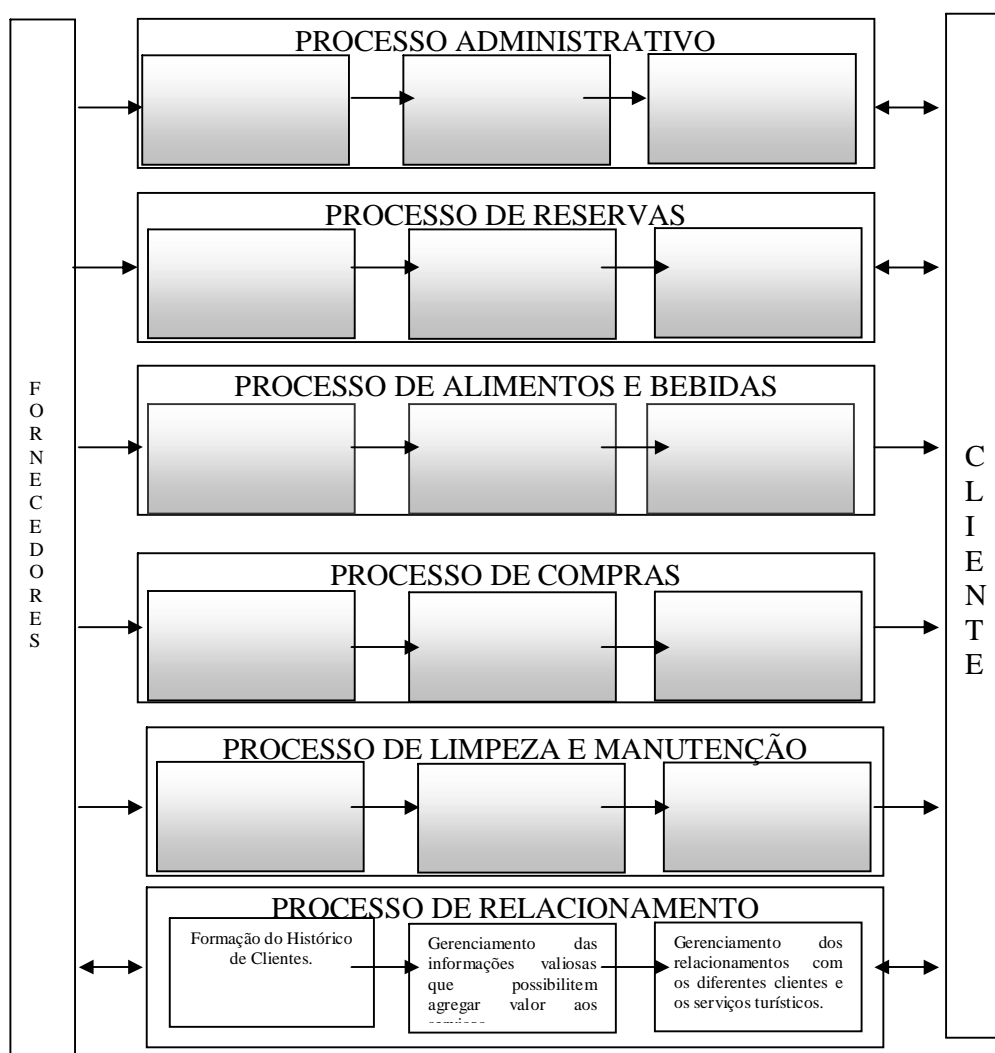 PROCESSO ADMINISTRATIVO
PROCESSO DE RESERVAS
PROCESSO DE ALIMENTOS E BEBIDAS
PROCESSO DE COMPRAS
PROCESSO DE LIMPEZA E MANUTENÇÃO
PROCESSO DE RELACIONAMENTO
Formação do Histórico
de Clientes.
Gerenciamento das
informações valiosas
que possibilitem
agregar valor aos
Gerenciamento dos
relacionamentos com
os diferentes clientes e
os serviços turísticos.
F
O
R
N
E
C
E
D
O
R
E
S
C
L
I
E
N
T
E